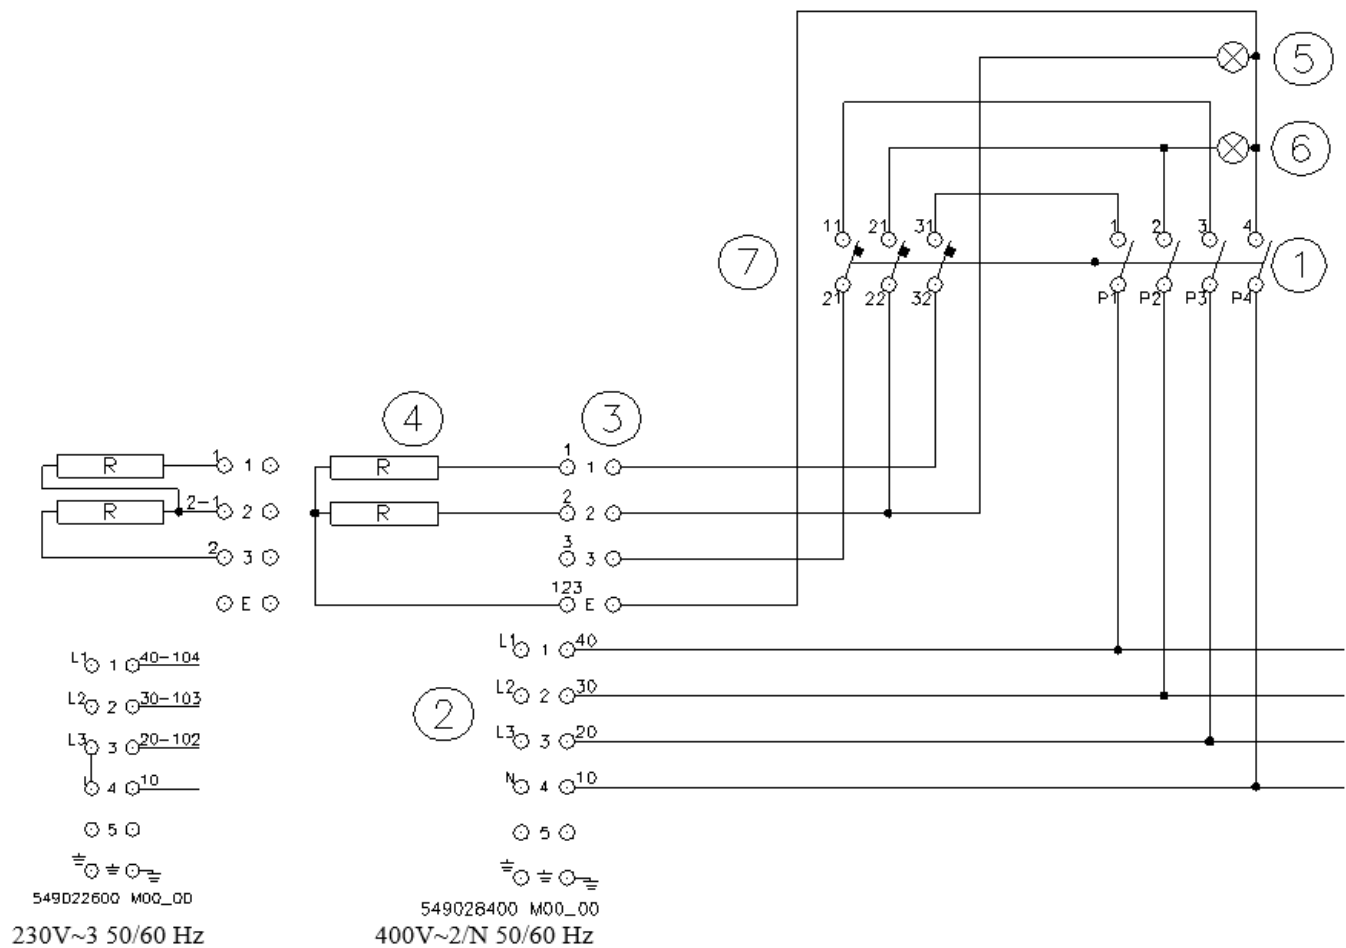 5
6
11 21 31 1 2 3 4
7
1
21 22 32 P1 P2 P3 P4
4
3
1 1
R
2-1 2
R
2 3
E
1 1
R
2 2
R
3 3
123 E
L1 1 40-104
L2 2 30-103
L3 3 20-102
4 10
5
549022600 M00_00
230V~3 50/60 Hz
2
L1 1 40
L2 2 30
L3 3 20
N 4 10
5
549028400 M00_00
400V~2/N 50/60 Hz